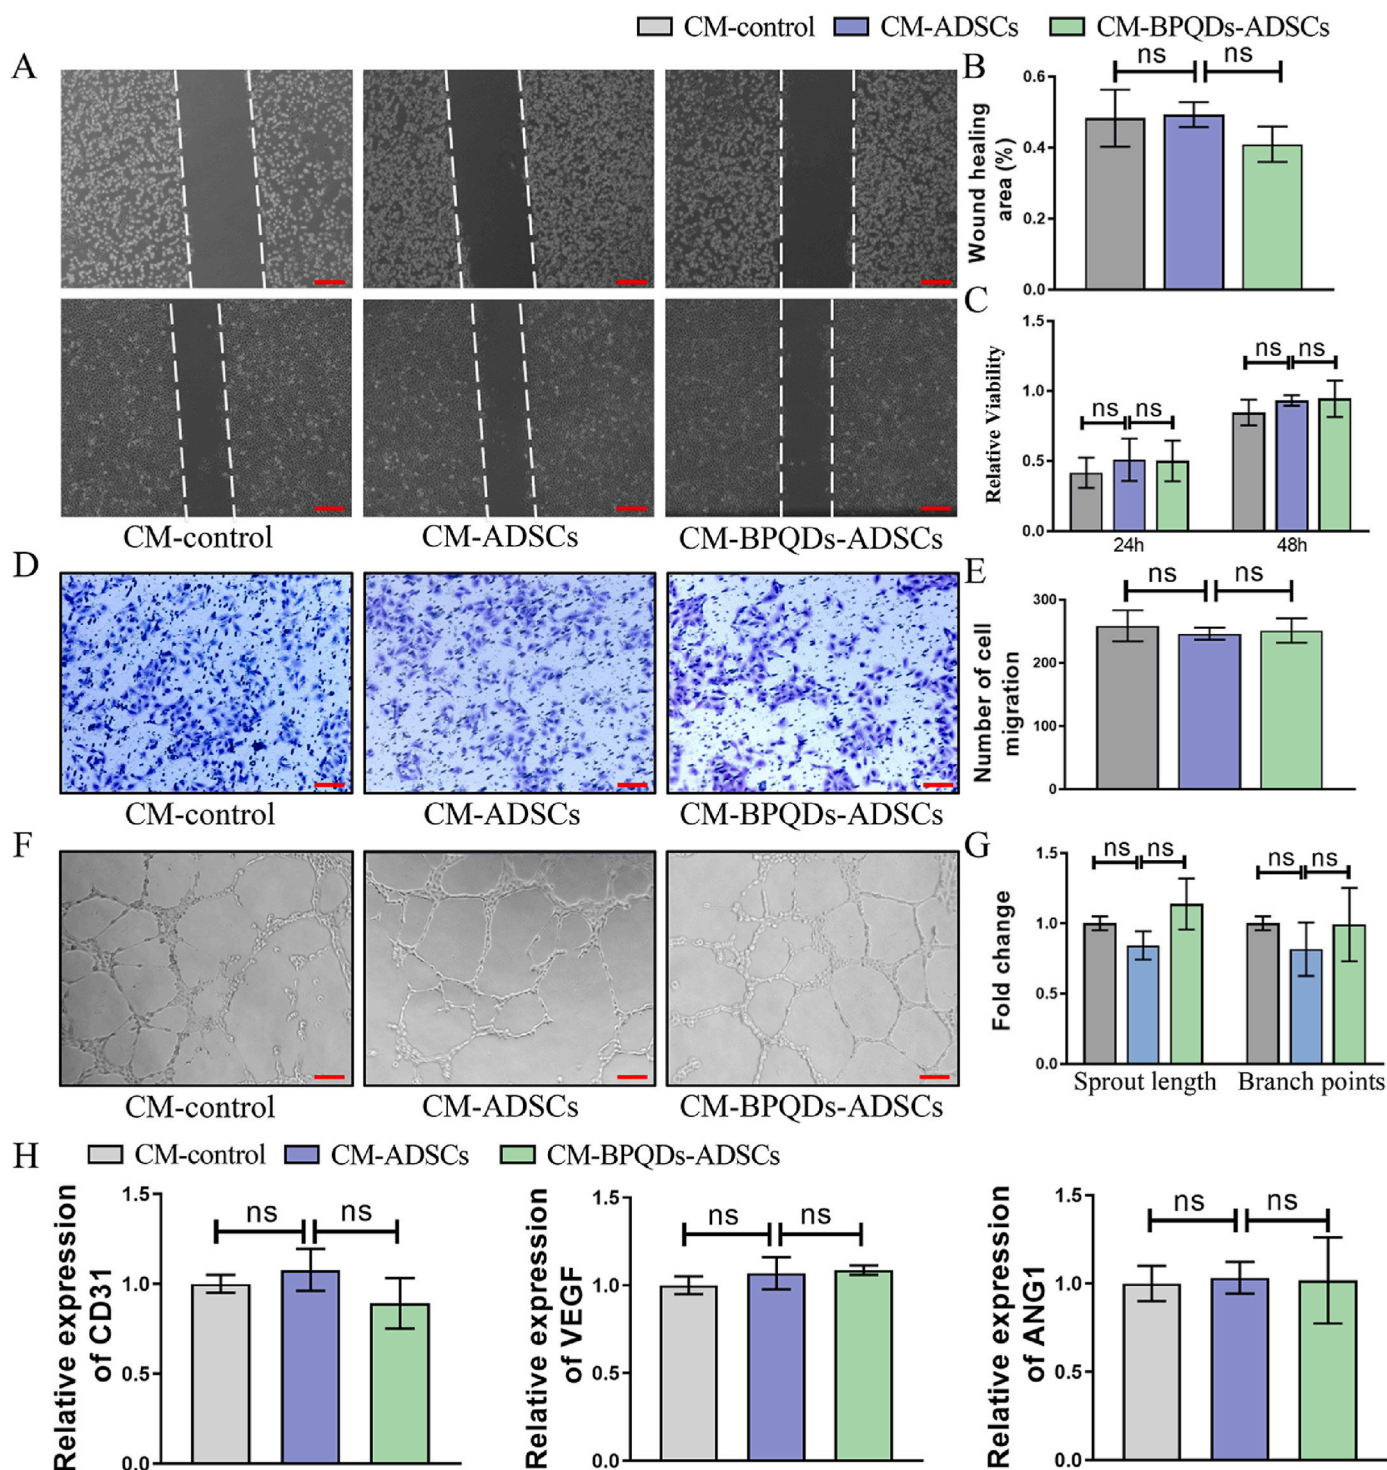 CM-control CM-ADSCs CM-BPQDs-ADSCs
A
B
ns ns
Wound healing
area (%)
0.6
0.4
0.2
0.0
C
Relative Viability
1.5
1.0
0.5
0.0
ns ns ns ns
24h 48h
CM-control CM-ADSCs CM-BPQDs-ADSCs
D
E
ns ns
Number of cell
migration
300
200
100
0
CM-control CM-ADSCs CM-BPQDs-ADSCs
F
G
ns ns ns ns
Fold change
1.5
1.0
0.5
0.0
Sprout length Branch points
CM-control CM-ADSCs CM-BPQDs-ADSCs
H
CM-control CM-ADSCs CM-BPQDs-ADSCs
Relative expression
of CD31
1.5
1.0
0.5
0.0
ns ns
Relative expression
of VEGF
1.5
1.0
0.5
0.0
ns ns
Relative expression
of ANG1
1.5
1.0
0.5
0.0
ns ns